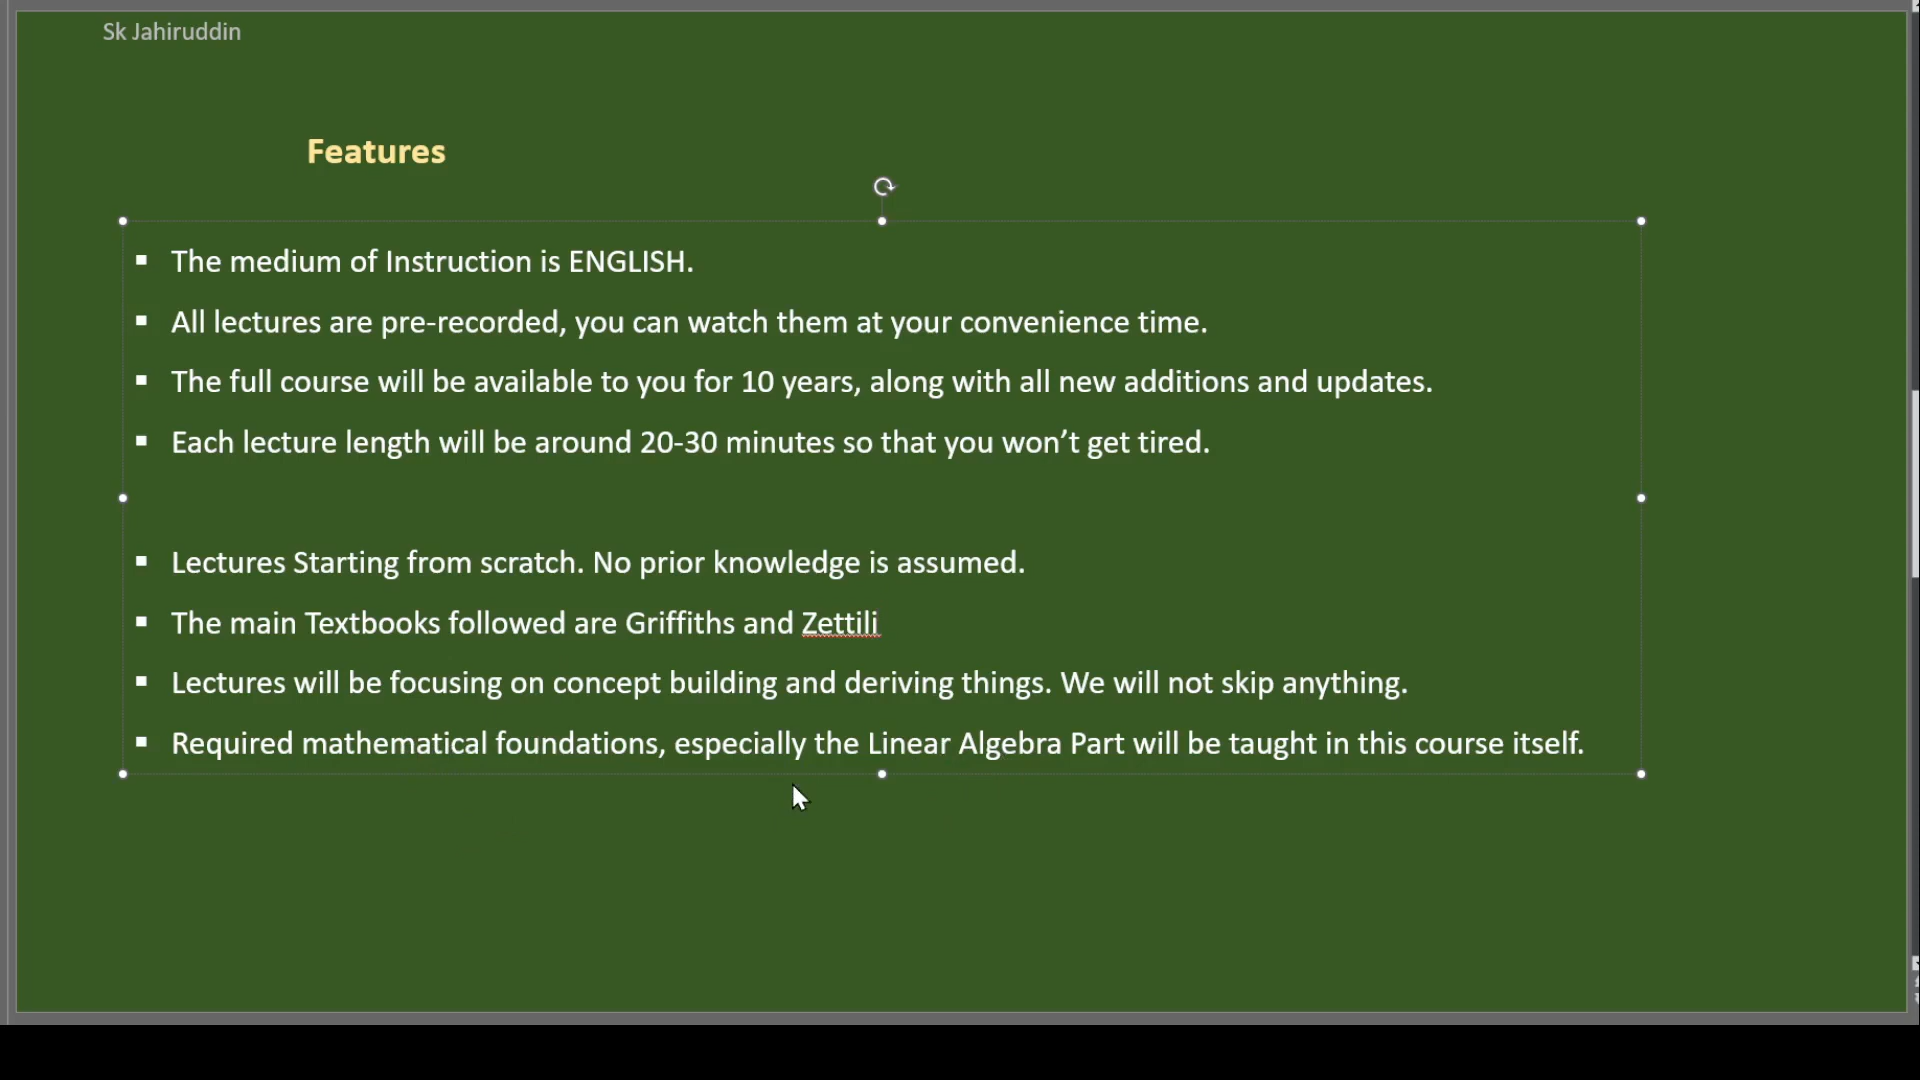 Sk Jahiruddin
Features
▪ The medium of Instruction is ENGLISH.
▪ All lectures are pre-recorded, you can watch them at your convenience time.
▪ The full course will be available to you for 10 years, along with all new additions and updates.
▪ Each lecture length will be around 20-30 minutes so that you won’t get tired.
▪ Lectures Starting from scratch. No prior knowledge is assumed.
▪ The main Textbooks followed are Griffiths and Zettili
▪ Lectures will be focusing on concept building and deriving things. We will not skip anything.
▪ Required mathematical foundations, especially the Linear Algebra Part will be taught in this course itself.